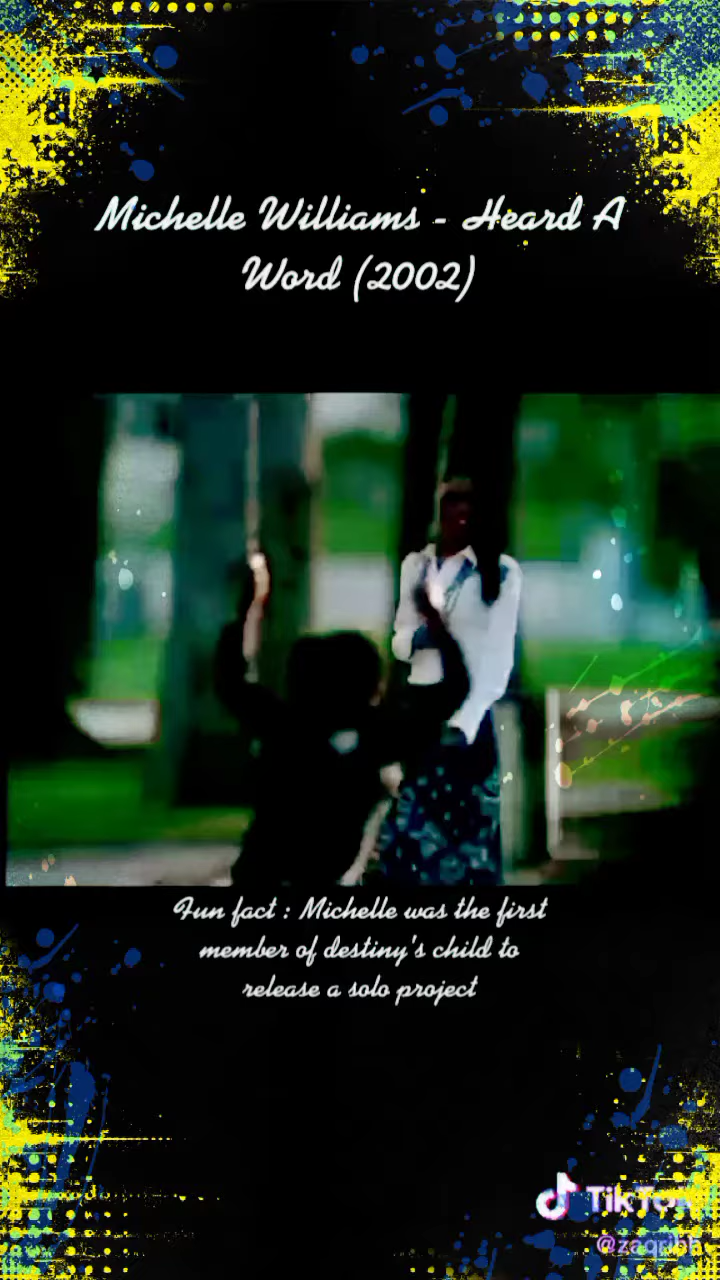 Michelle Williams - Heard A
Word (2002)
Fun fact : Michelle was the first
member of destiny's child to
release a solo project
TikTok